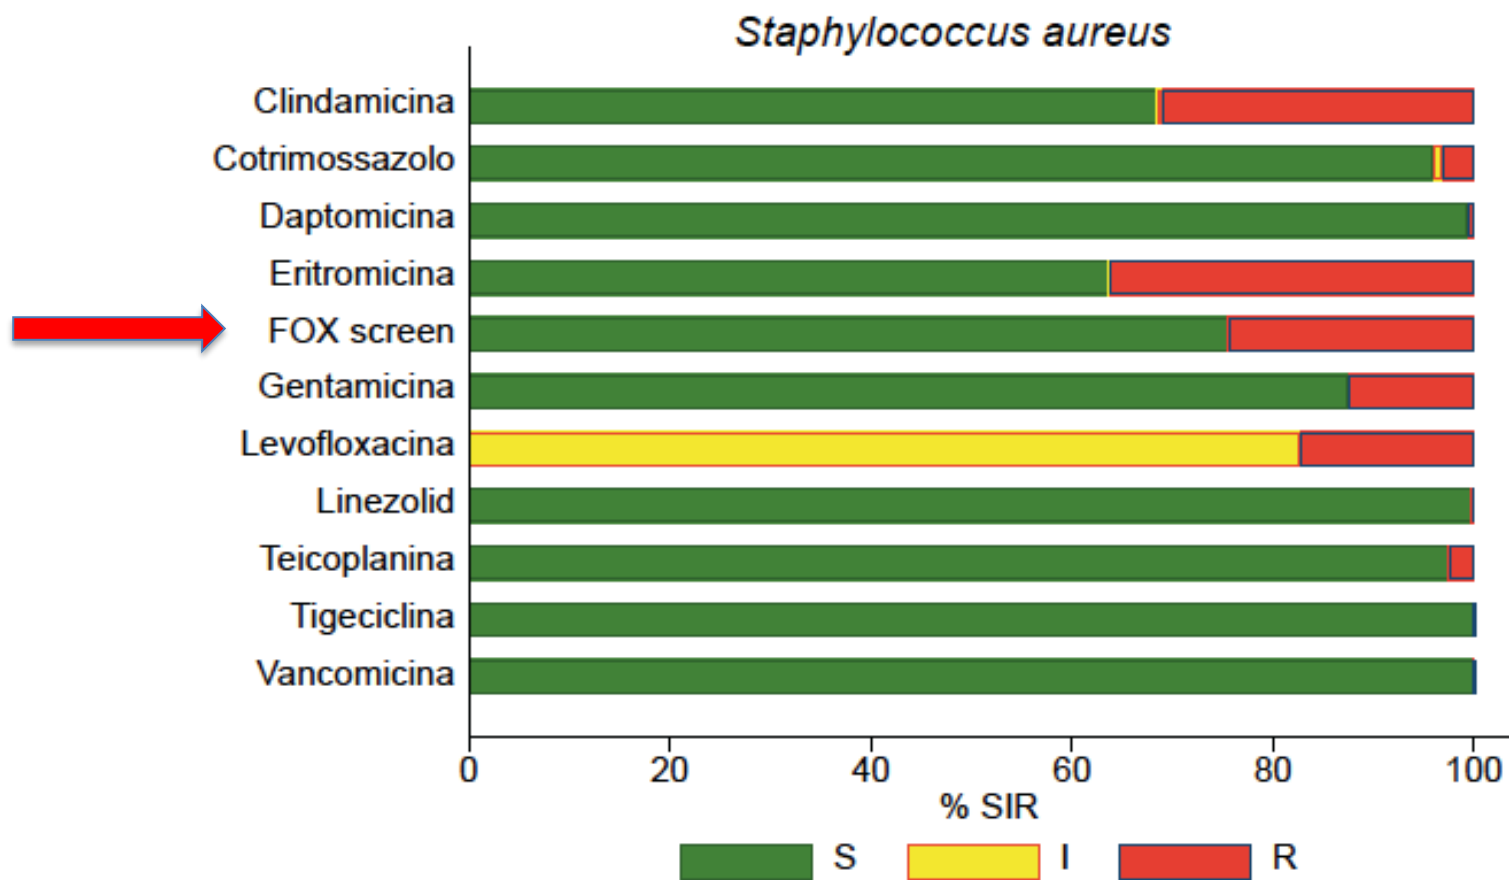 Staphylococcus aureus
Clindamicina
Cotrimossazolo
Daptomicina
Eritromicina
FOX screen
Gentamicina
Levofloxacina
Linezolid
Teicoplanina
Tigeciclina
Vancomicina
0 20 40 60 80 100
% SIR
S I R